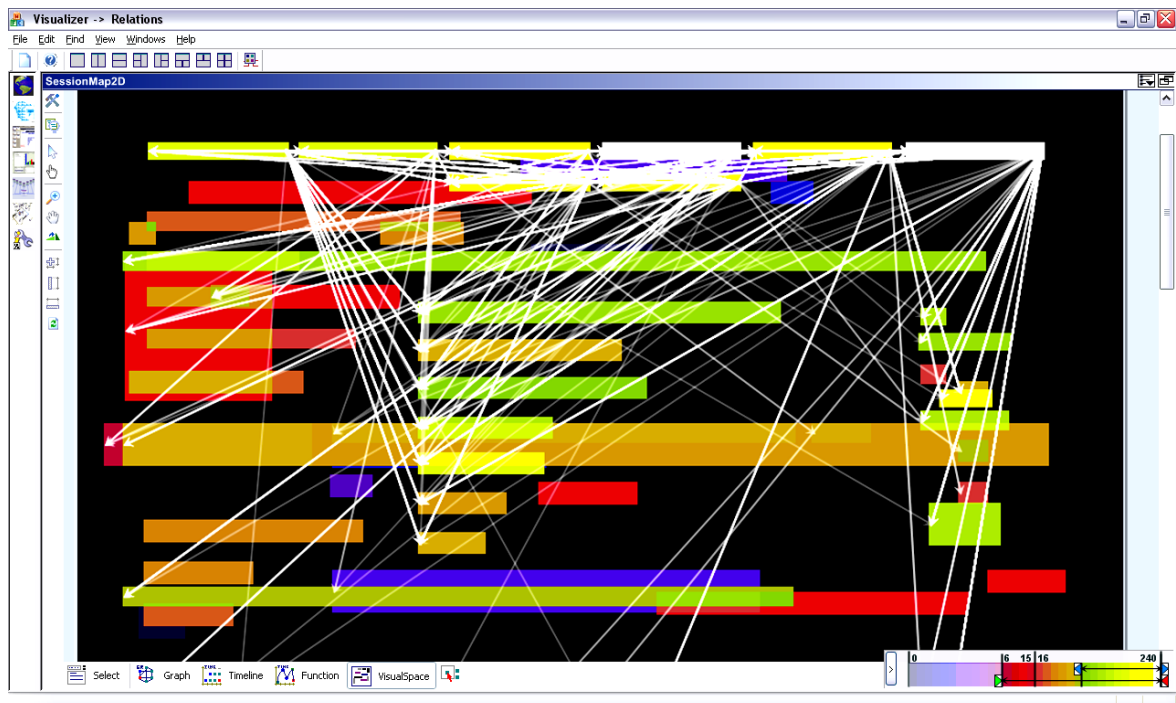 Visualizer -> Relations
File Edit Find View Windows Help
SessionMap2D
Select Graph Timeline Function VisualSpace
0 6 15 16 240